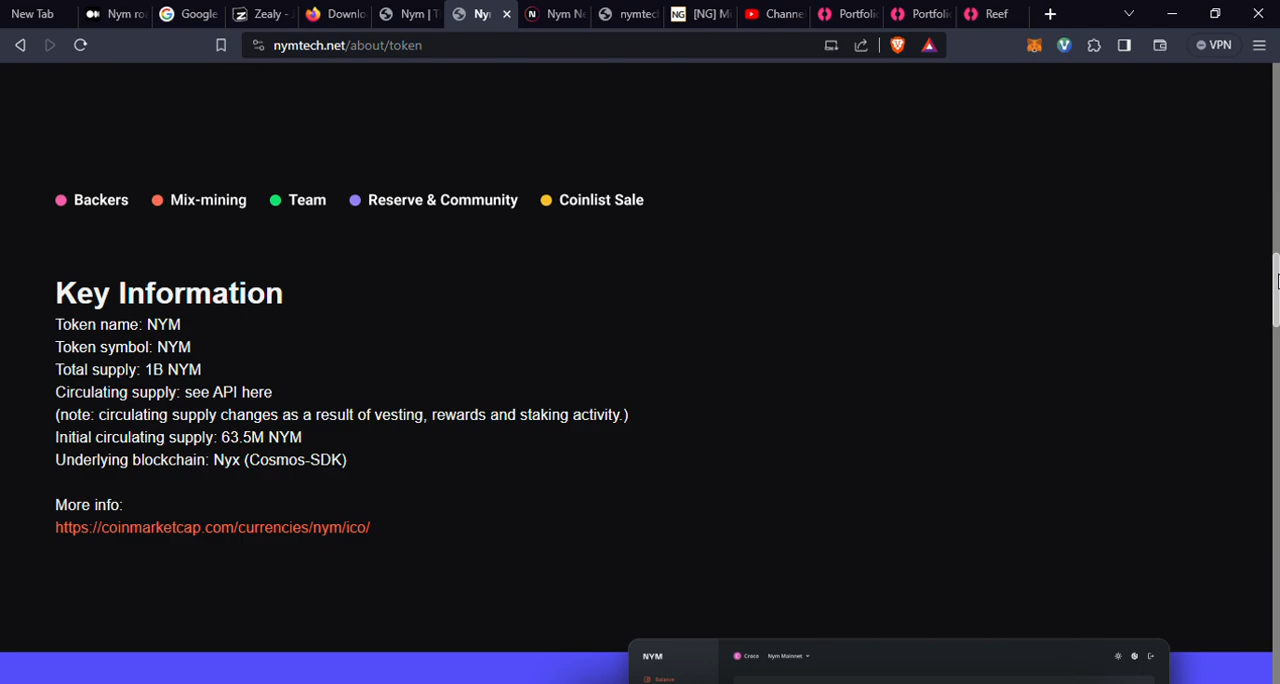 New Tab
Nym ro
Google
Zealy -
Downlo
Nym | T
Ny
Nym N
nymtec
NG
[NG] M
Channe
Portfoli
Portfoli
Reef
nymtech.net/about/token
VPN
Backers
Mix-mining
Team
Reserve & Community
Coinlist Sale
Key Information
Token name: NYM
Token symbol: NYM
Total supply: 1B NYM
Circulating supply: see API here
(note: circulating supply changes as a result of vesting, rewards and staking activity.)
Initial circulating supply: 63.5M NYM
Underlying blockchain: Nyx (Cosmos-SDK)
More info:
https://coinmarketcap.com/currencies/nym/ico/
NYM
Nym Mainnet
Balance